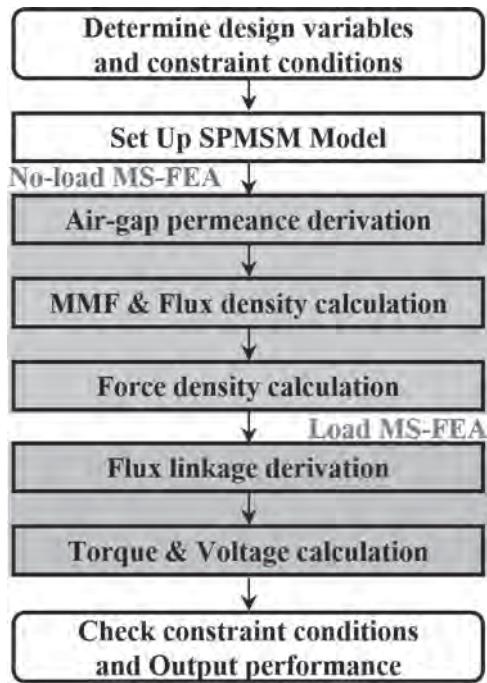 Determine design variables
and constraint conditions
Set Up SPMSM Model
No-load MS-FEA
Air-gap permeance derivation
MMF & Flux density calculation
Force density calculation
Load MS-FEA
Flux linkage derivation
Torque & Voltage calculation
Check constraint conditions
and Output performance